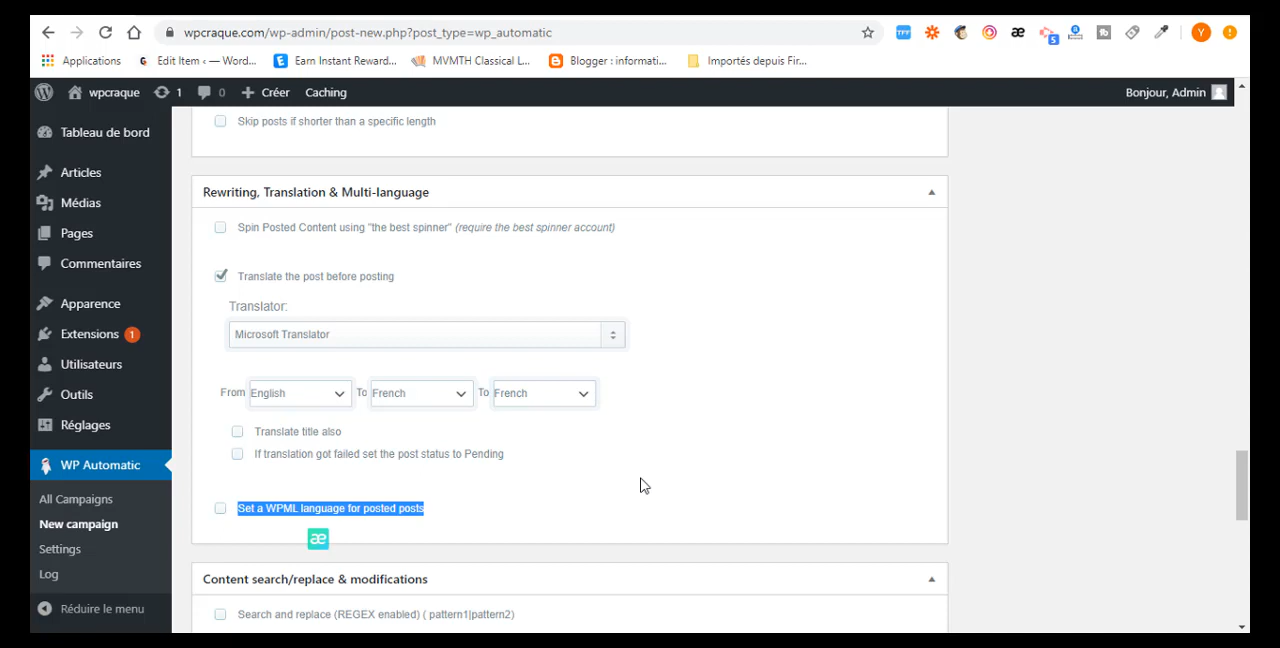 wpcraque.com/wp-admin/post-new.php?post_type=wp_automatic
Applications
Edit Item ‹ — Word...
Earn Instant Reward...
MVMTH Classical L...
Blogger : informati...
Importés depuis Fir...
wpcraque
1
0
Créer
Caching
Bonjour, Admin
Tableau de bord
Articles
Médias
Pages
Commentaires
Apparence
Extensions 1
Utilisateurs
Outils
Réglages
WP Automatic
All Campaigns
New campaign
Settings
Log
Réduire le menu
Skip posts if shorter than a specific length
Rewriting, Translation & Multi-language
Spin Posted Content using "the best spinner" (require the best spinner account)
Translate the post before posting
Translator:
Microsoft Translator
From English To French To French
Translate title also
If translation got failed set the post status to Pending
Set a WPML language for posted posts
æ
Content search/replace & modifications
Search and replace (REGEX enabled) ( pattern1|pattern2)